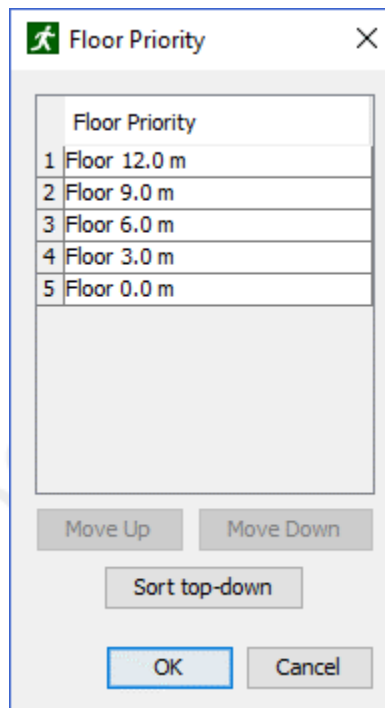 Floor Priority
Floor Priority
1 Floor 12.0 m
2 Floor 9.0 m
3 Floor 6.0 m
4 Floor 3.0 m
5 Floor 0.0 m
Move Up Move Down
Sort top-down
OK Cancel